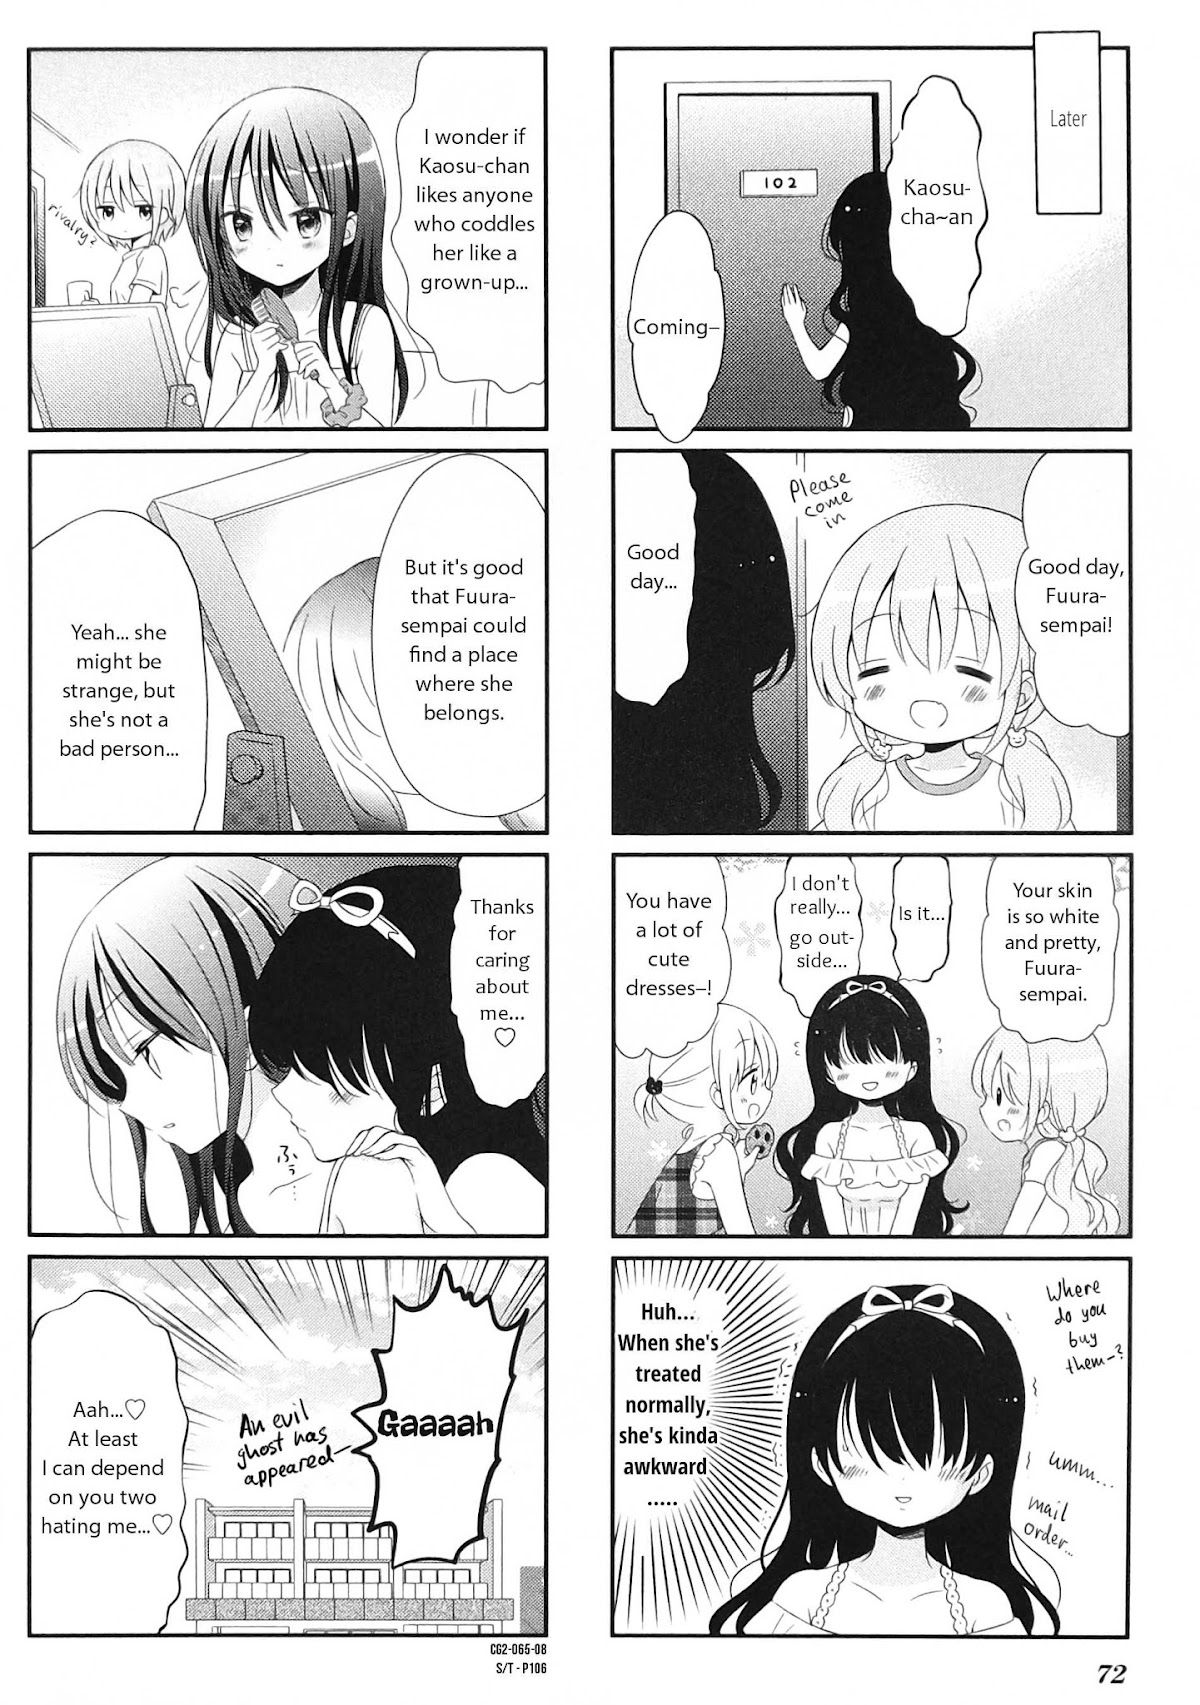 Later
Kaosu-
cha~an
102
Coming–
Good day,
Fuura-
sempai!
Please
come
in
Good
day...
Your skin
is so white
and pretty,
Fuura-
sempai.
Is it...
I don't
really...
go out-
side...
You have
a lot of
cute
dresses–!
Where
do you
buy
them–?
Huh...
When she's
treated
normally,
she's kinda
awkward
.....
umm...
mail
order...
I wonder if
Kaosu-chan
likes anyone
who coddles
her like a
grown-up...
rivalry?
But it's good
that Fuura-
sempai could
find a place
where she
belongs.
Yeah... she
might be
strange, but
she's not a
bad person...
Thanks
for
caring
about
me...
♡
ふぅ...
Gaaaah
An evil
ghost has
appeared—
Aah...♡
At least
I can depend
on you two
hating me...♡
CG2-065-08
S/T - P106
72